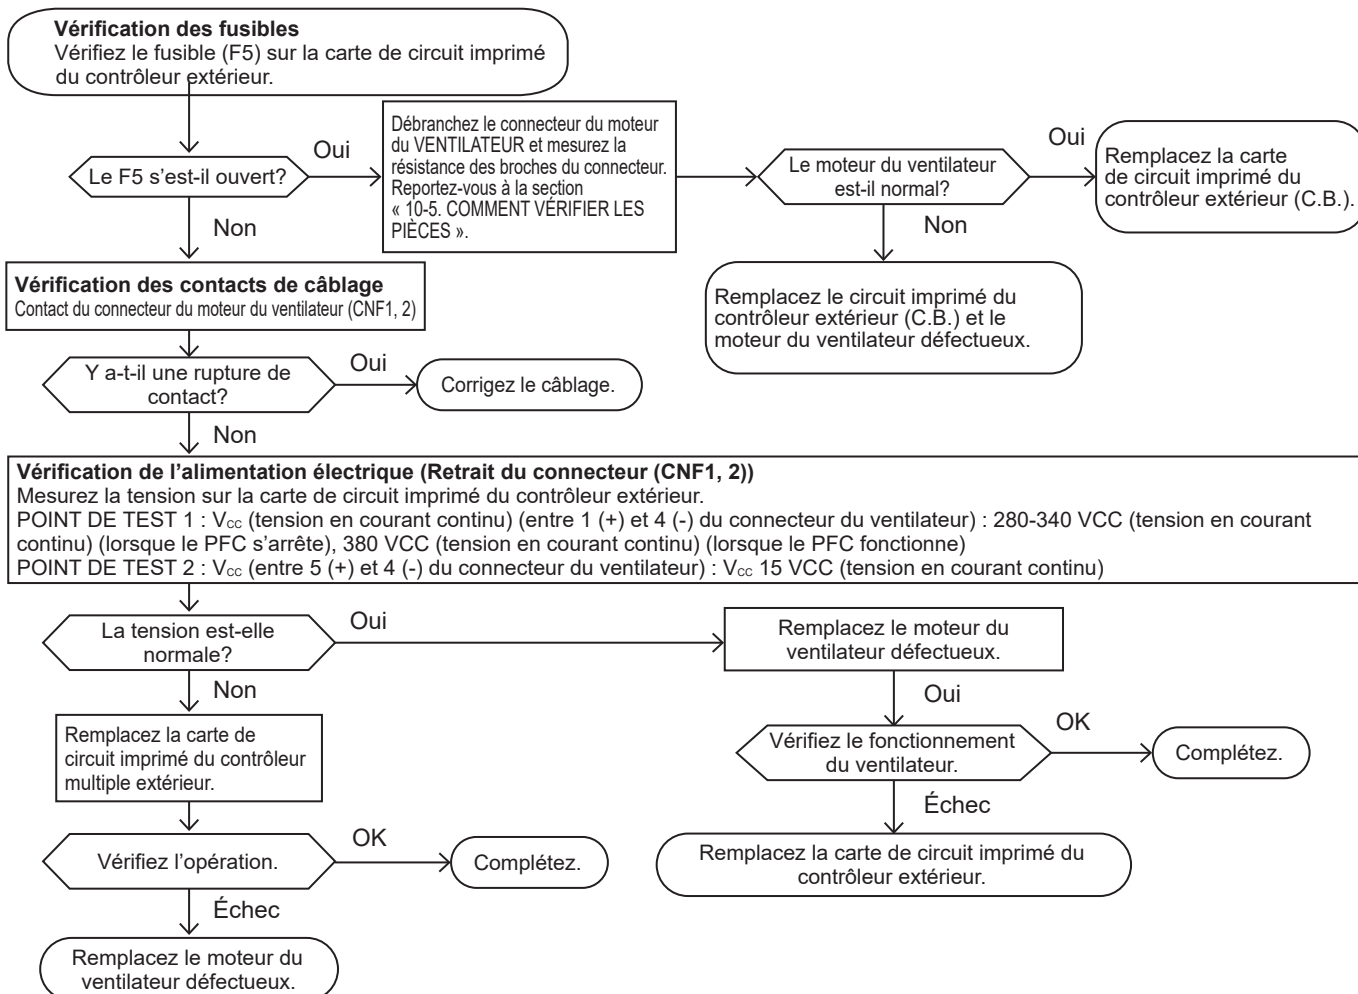 Vérification des fusibles
Vérifiez le fusible (F5) sur la carte de circuit imprimé
du contrôleur extérieur.
Le F5 s’est-il ouvert?
Oui
Débranchez le connecteur du moteur
du VENTILATEUR et mesurez la
résistance des broches du connecteur.
Reportez-vous à la section
« 10-5. COMMENT VÉRIFIER LES
PIÈCES ».
Le moteur du ventilateur
est-il normal?
Oui
Remplacez la carte
de circuit imprimé du
contrôleur extérieur (C.B.).
Non
Remplacez le circuit imprimé du
contrôleur extérieur (C.B.) et le
moteur du ventilateur défectueux.
Non
Vérification des contacts de câblage
Contact du connecteur du moteur du ventilateur (CNF1, 2)
Y a-t-il une rupture de
contact?
Oui
Corrigez le câblage.
Non
Vérification de l’alimentation électrique (Retrait du connecteur (CNF1, 2))
Mesurez la tension sur la carte de circuit imprimé du contrôleur extérieur.
POINT DE TEST 1 : Vcc (tension en courant continu) (entre 1 (+) et 4 (-) du connecteur du ventilateur) : 280-340 VCC (tension en courant
continu) (lorsque le PFC s’arrête), 380 VCC (tension en courant continu) (lorsque le PFC fonctionne)
POINT DE TEST 2 : Vcc (entre 5 (+) et 4 (-) du connecteur du ventilateur) : Vcc 15 VCC (tension en courant continu)
La tension est-elle
normale?
Oui
Remplacez le moteur du
ventilateur défectueux.
Oui
Vérifiez le fonctionnement
du ventilateur.
OK
Complétez.
Échec
Remplacez la carte de circuit imprimé du
contrôleur extérieur.
Non
Remplacez la carte de
circuit imprimé du contrôleur
multiple extérieur.
Vérifiez l’opération.
OK
Complétez.
Échec
Remplacez le moteur du
ventilateur défectueux.